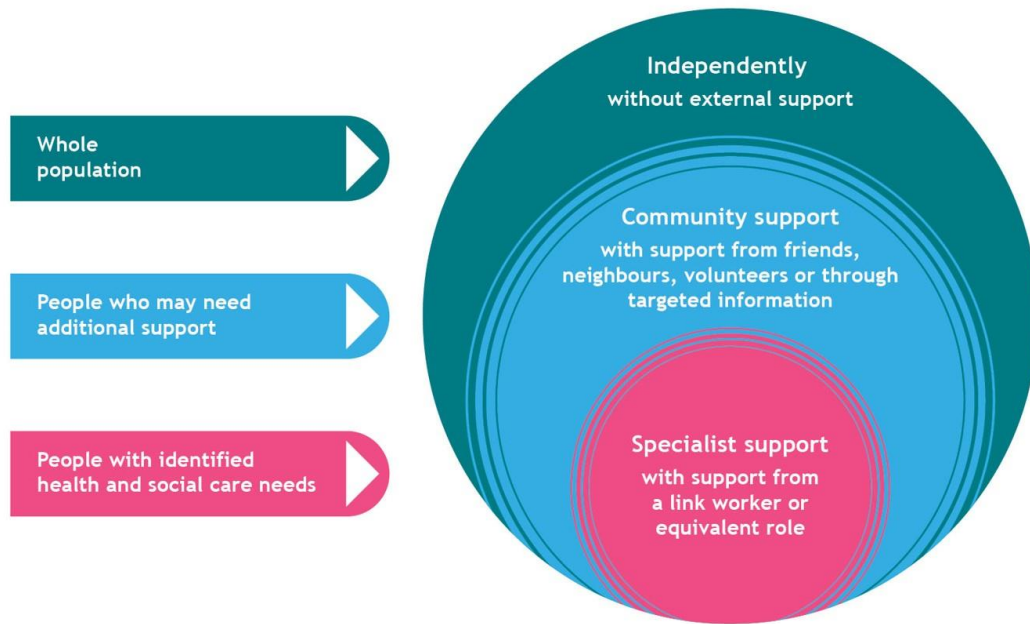 Independently
without external support
Whole
population
Community support
with support from friends,
neighbours, volunteers or through
targeted information
People who may need
additional support
Specialist support
with support from
a link worker or
equivalent role
People with identified
health and social care needs